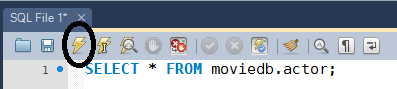 SQL File 1*
1 SELECT * FROM moviedb.actor;